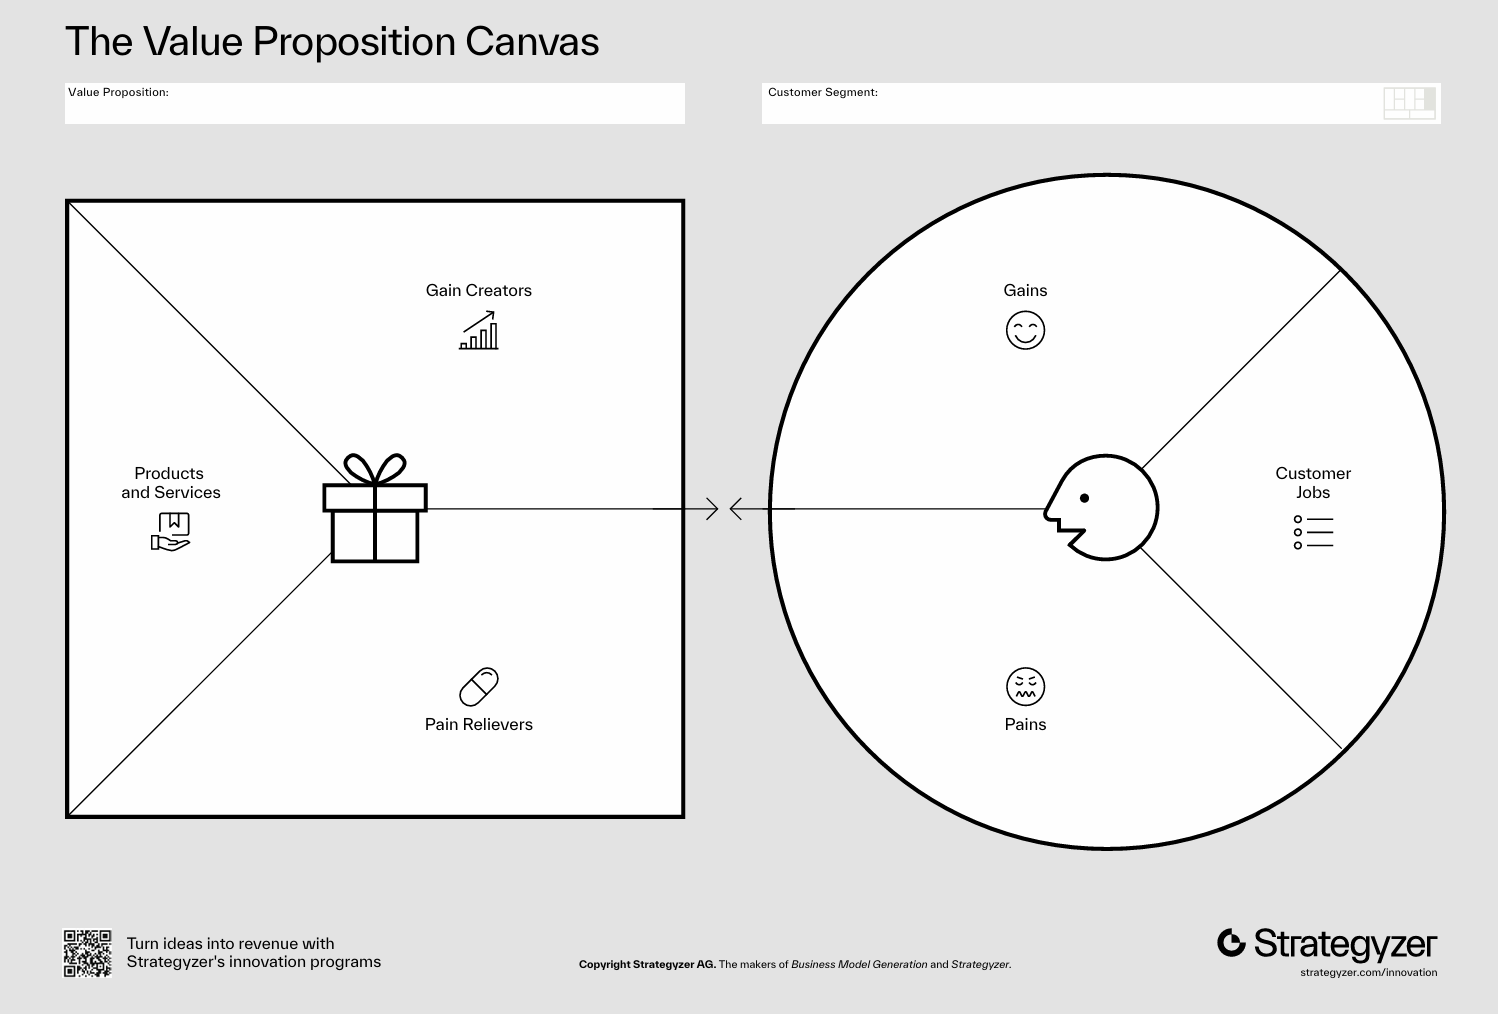 The Value Proposition Canvas
Value Proposition:
Customer Segment:
Gain Creators
Gains
Products
and Services
Customer
Jobs
Pain Relievers
Pains
Turn ideas into revenue with
Strategyzer's innovation programs
Copyright Strategyzer AG. The makers of Business Model Generation and Strategyzer.
Strategyzer
strategyzer.com/innovation